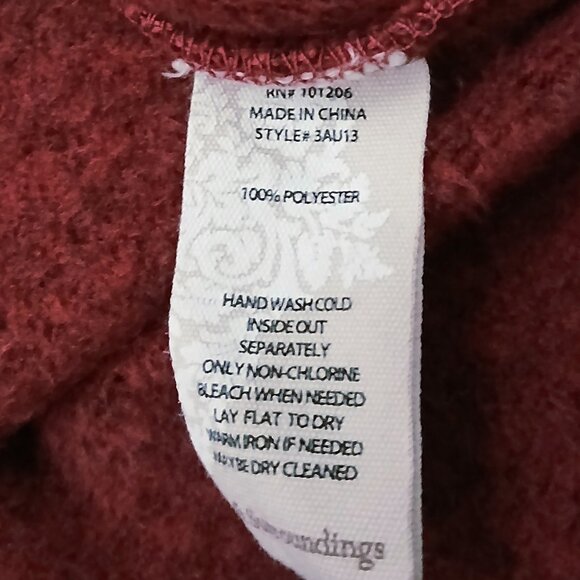 RN# 101206
MADE IN CHINA
STYLE# 3AU13
100% POLYESTER
HAND WASH COLD
INSIDE OUT
SEPARATELY
ONLY NON-CHLORINE
BLEACH WHEN NEEDED
LAY FLAT TO DRY
WARM IRON IF NEEDED
MAY BE DRY CLEANED
surroundings